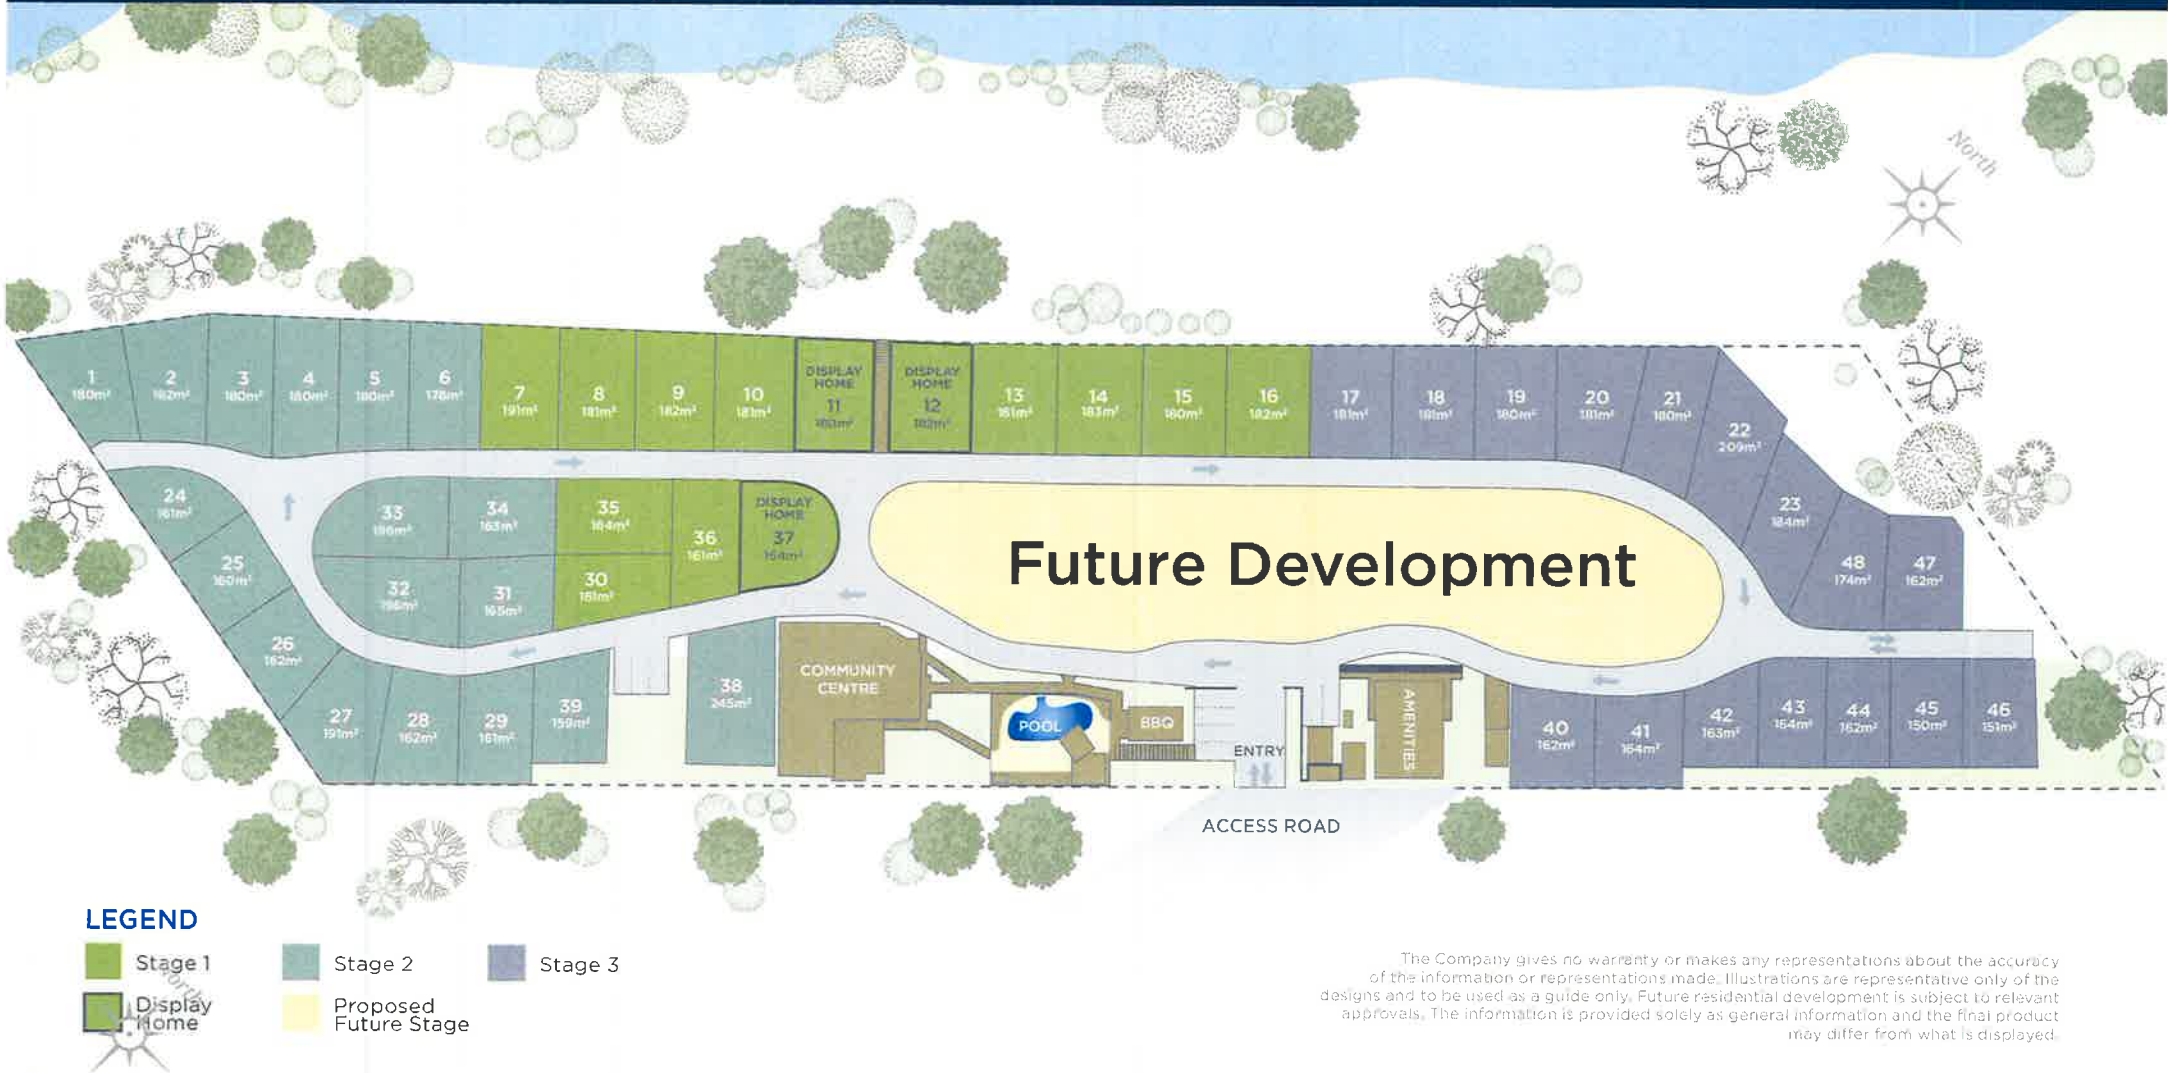 North
1
180m²
2
162m²
3
180m²
4
180m²
5
180m²
6
178m²
7
191m²
8
181m²
9
182m²
10
181m²
DISPLAY
HOME
11
DISPLAY
HOME
12
182m²
13
181m²
14
183m²
15
180m²
16
182m²
17
181m²
18
181m²
19
180m²
20
181m²
21
180m²
22
209m²
23
184m²
48
174m²
47
162m²
24
161m²
25
160m²
26
162m²
27
191m²
28
162m²
29
161m²
39
159m²
33
196m²
34
163m²
35
164m²
36
161m²
DISPLAY
HOME
37
164m²
32
196m²
31
165m²
30
161m²
Future Development
38
245m²
COMMUNITY
CENTRE
POOL
BBQ
ENTRY
AMENITIES
40
162m²
41
164m²
42
163m²
43
164m²
44
162m²
45
150m²
46
151m²
ACCESS ROAD
LEGEND
Stage 1
Stage 2
Stage 3
Display
Home
Proposed
Future Stage
North
The Company gives no warranty or makes any representations about the accuracy
of the information or representations made. Illustrations are representative only of the
designs and to be used as a guide only. Future residential development is subject to relevant
approvals. The information is provided solely as general information and the final product
may differ from what is displayed.